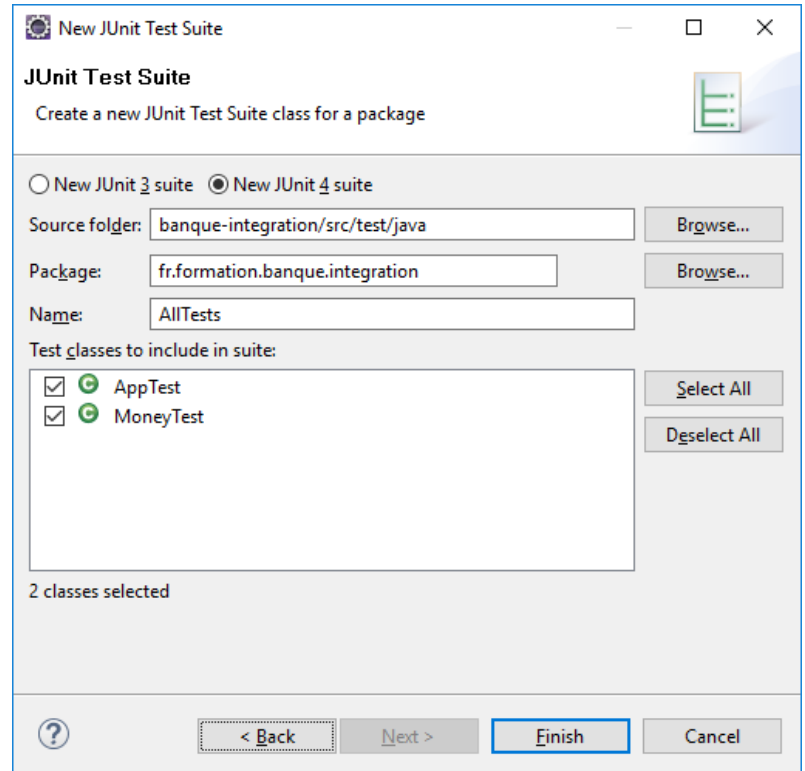 New JUnit Test Suite
JUnit Test Suite
Create a new JUnit Test Suite class for a package
New JUnit 3 suite New JUnit 4 suite
Source folder: banque-integration/src/test/java Browse...
Package: fr.formation.banque.integration Browse...
Name: AllTests
Test classes to include in suite:
AppTest Select All
MoneyTest
Deselect All
2 classes selected
? < Back Next > Finish Cancel